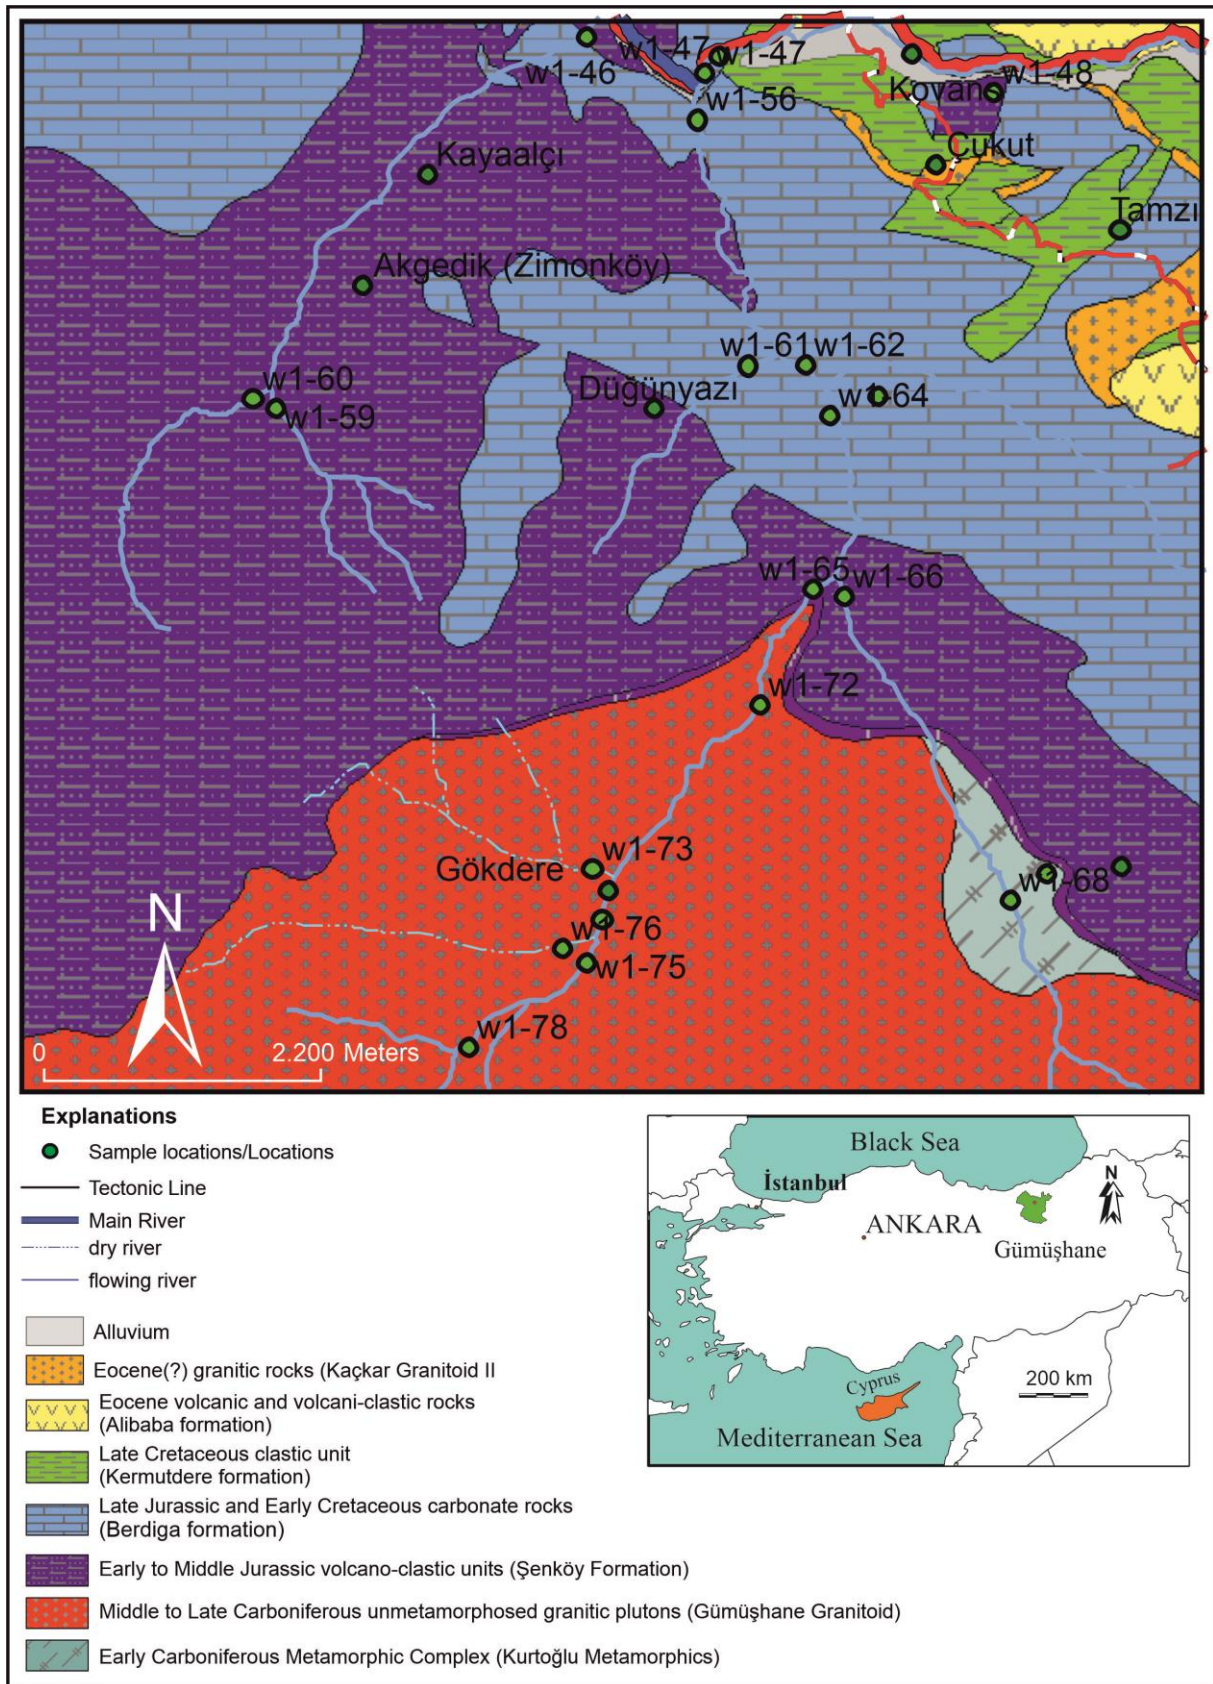 w1-47
w1-47
w1-46
w1-48
Koyan
w1-56
Cukut
Kayaalçı
Tamzı
Akgedik (Zimonköy)
w1-61
w1-62
w1-60
Düğünyazı
w1-64
w1-59
w1-65
w1-66
w1-72
w1-73
Gökdere
w1-68
N
w1-76
w1-75
w1-78
0
2.200 Meters
Explanations
Sample locations/Locations
Tectonic Line
Main River
dry river
flowing river
Alluvium
Eocene(?) granitic rocks (Kaçkar Granitoid II
Eocene volcanic and volcani-clastic rocks
(Alibaba formation)
Late Cretaceous clastic unit
(Kermutdere formation)
Late Jurassic and Early Cretaceous carbonate rocks
(Berdiga formation)
Early to Middle Jurassic volcano-clastic units (Şenköy Formation)
Middle to Late Carboniferous unmetamorphosed granitic plutons (Gümüşhane Granitoid)
Early Carboniferous Metamorphic Complex (Kurtoğlu Metamorphics)
Black Sea
İstanbul
N
ANKARA
Gümüşhane
Cyprus
200 km
Mediterranean Sea